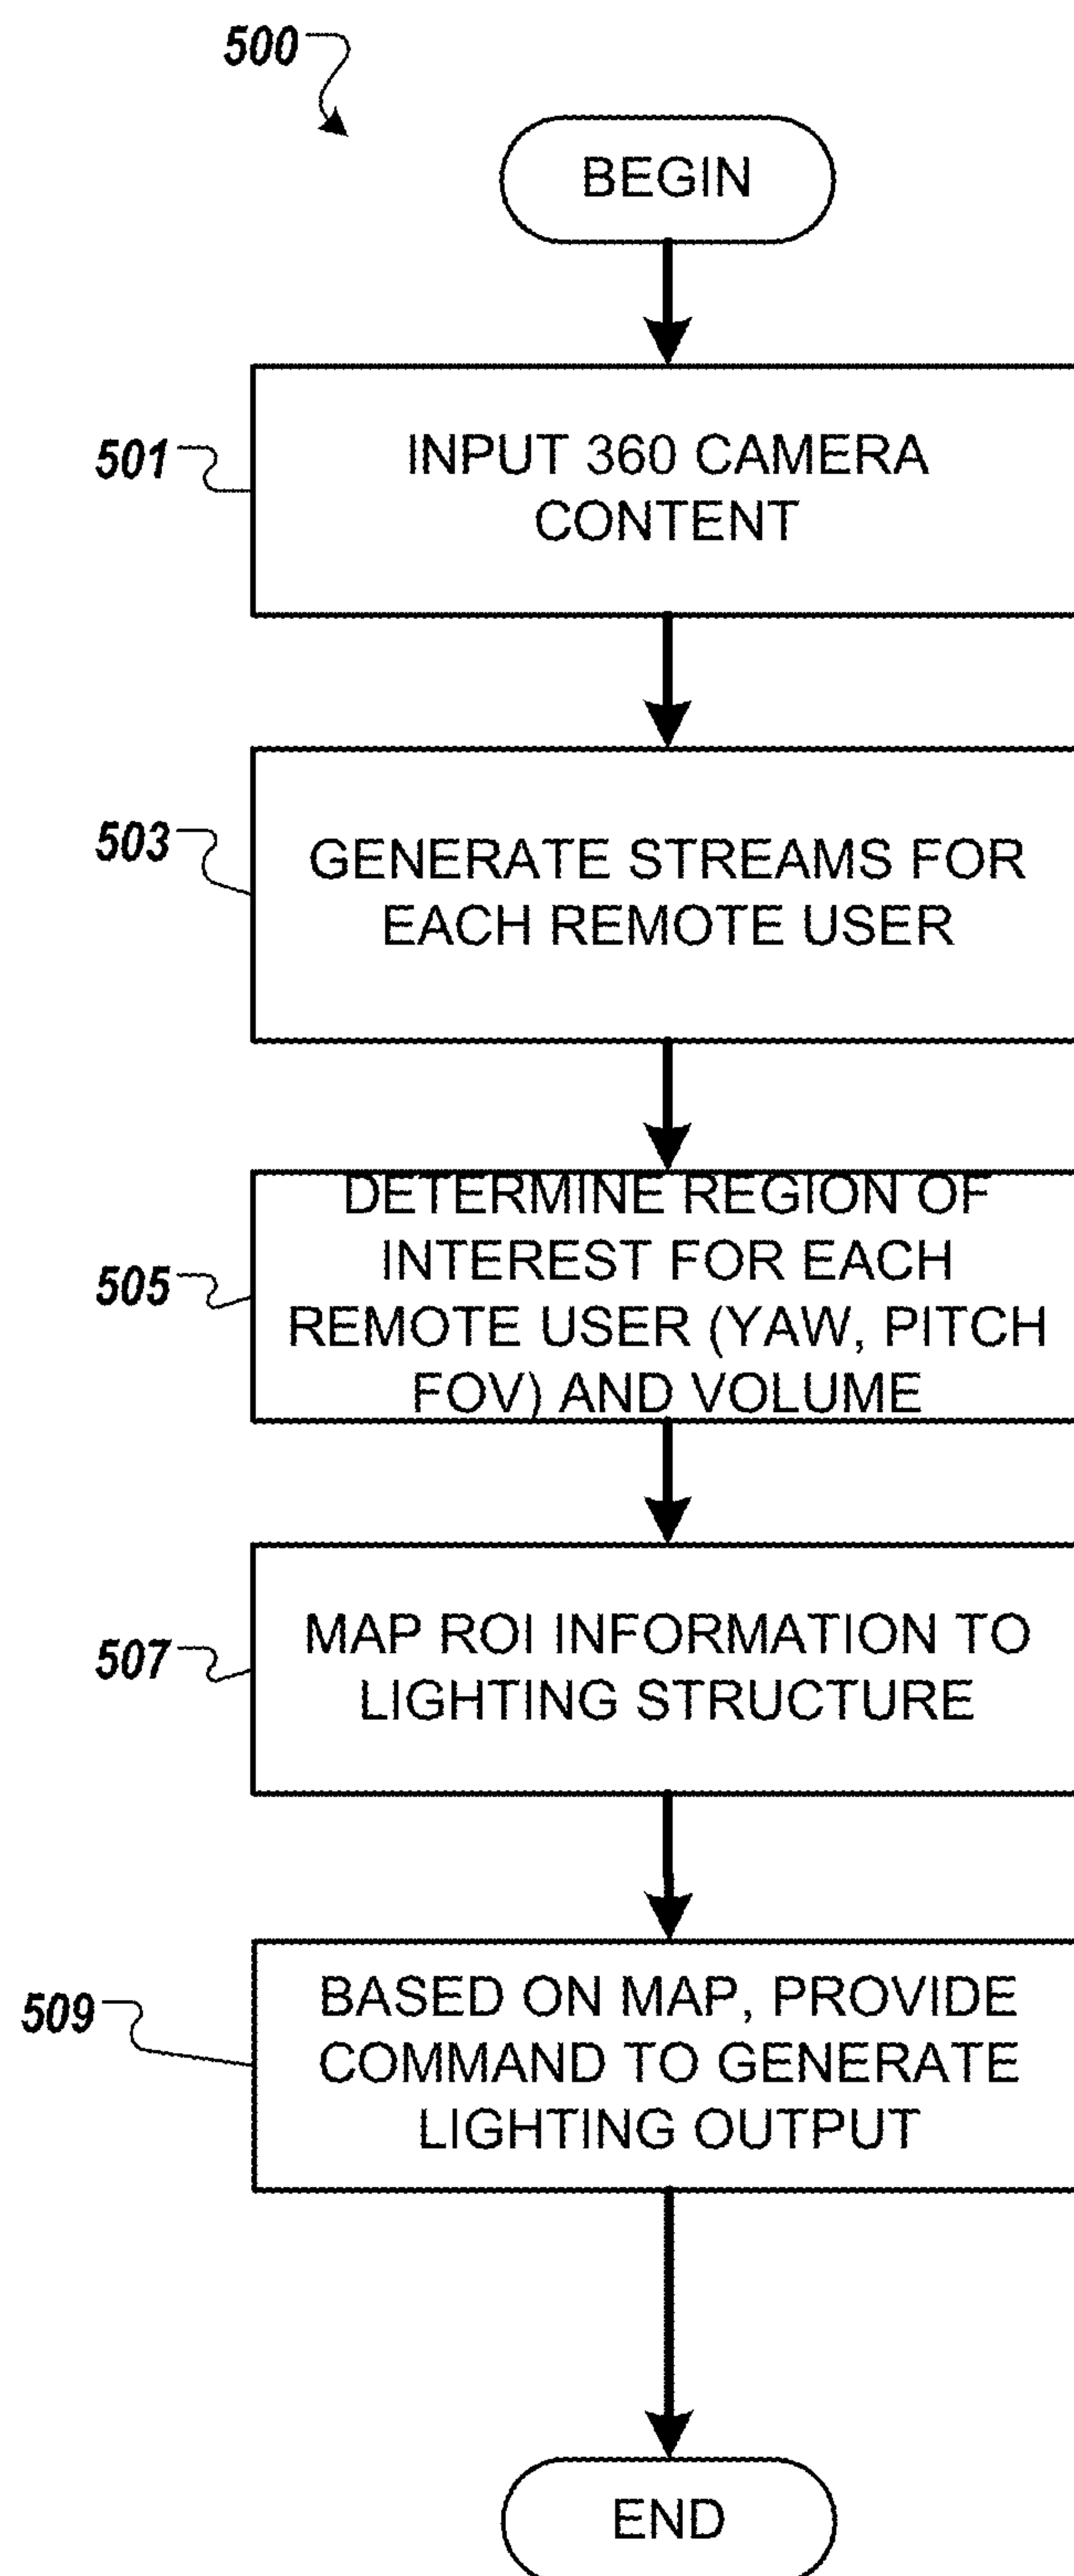 500
BEGIN
501
INPUT 360 CAMERA
CONTENT
503
GENERATE STREAMS FOR
EACH REMOTE USER
505
DETERMINE REGION OF
INTEREST FOR EACH
REMOTE USER (YAW, PITCH
FOV) AND VOLUME
507
MAP ROI INFORMATION TO
LIGHTING STRUCTURE
509
BASED ON MAP, PROVIDE
COMMAND TO GENERATE
LIGHTING OUTPUT
END